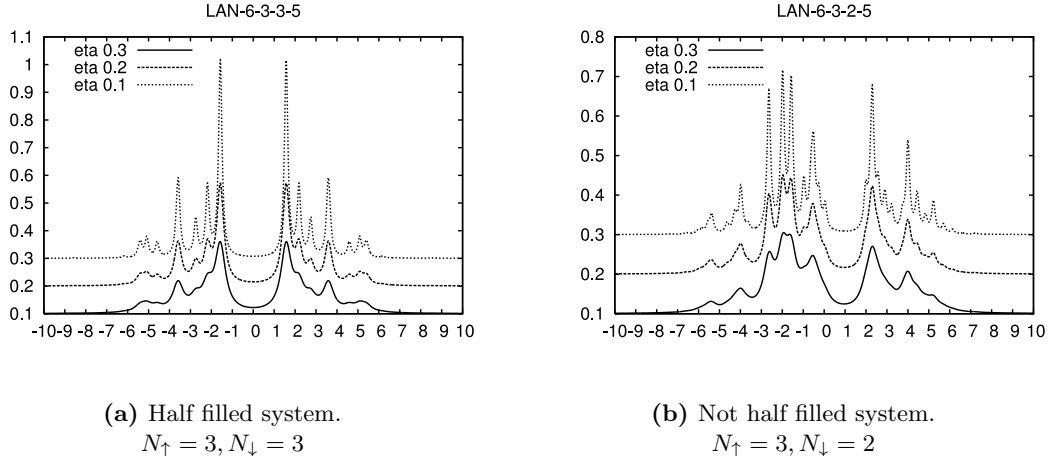 LAN-6-3-3-5
eta 0.3
eta 0.2
eta 0.1
1.1
1
0.9
0.8
0.7
0.6
0.5
0.4
0.3
0.2
0.1
-10 -9 -8 -7 -6 -5 -4 -3 -2 -1 0 1 2 3 4 5 6 7 8 9 10
(a) Half filled system.
N↑ = 3, N↓ = 3
LAN-6-3-2-5
eta 0.3
eta 0.2
eta 0.1
0.8
0.7
0.6
0.5
0.4
0.3
0.2
0.1
-10 -9 -8 -7 -6 -5 -4 -3 -2 -1 0 1 2 3 4 5 6 7 8 9 10
(b) Not half filled system.
N↑ = 3, N↓ = 2